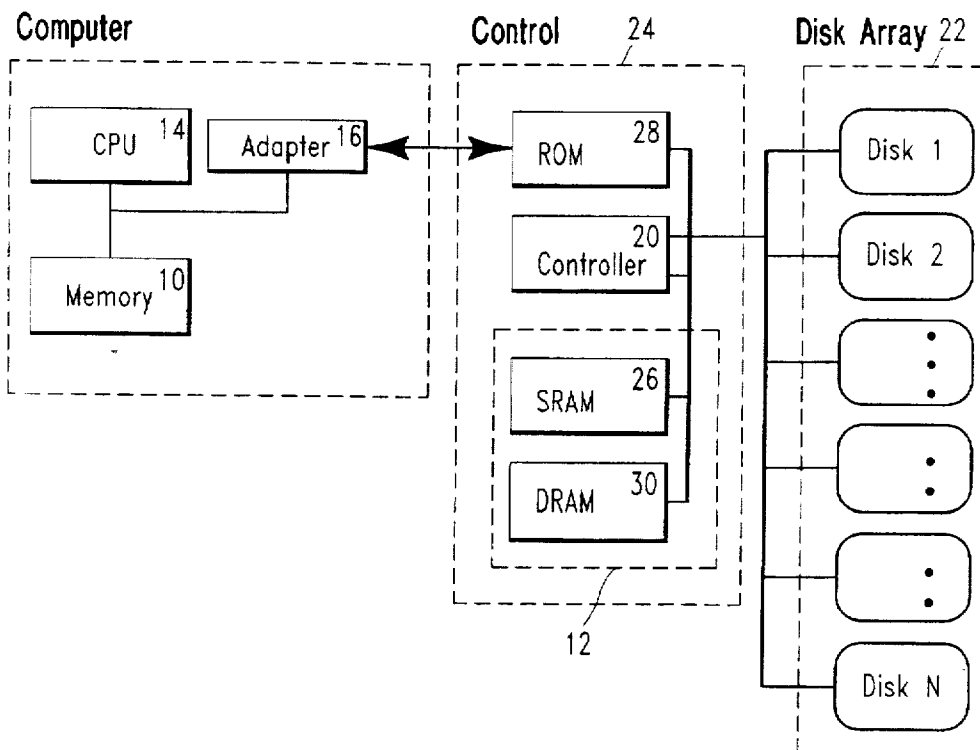 Computer
CPU 14
Adapter 16
Memory 10
Control 24
ROM 28
Controller 20
SRAM 26
DRAM 30
12
Disk Array 22
Disk 1
Disk 2
Disk N